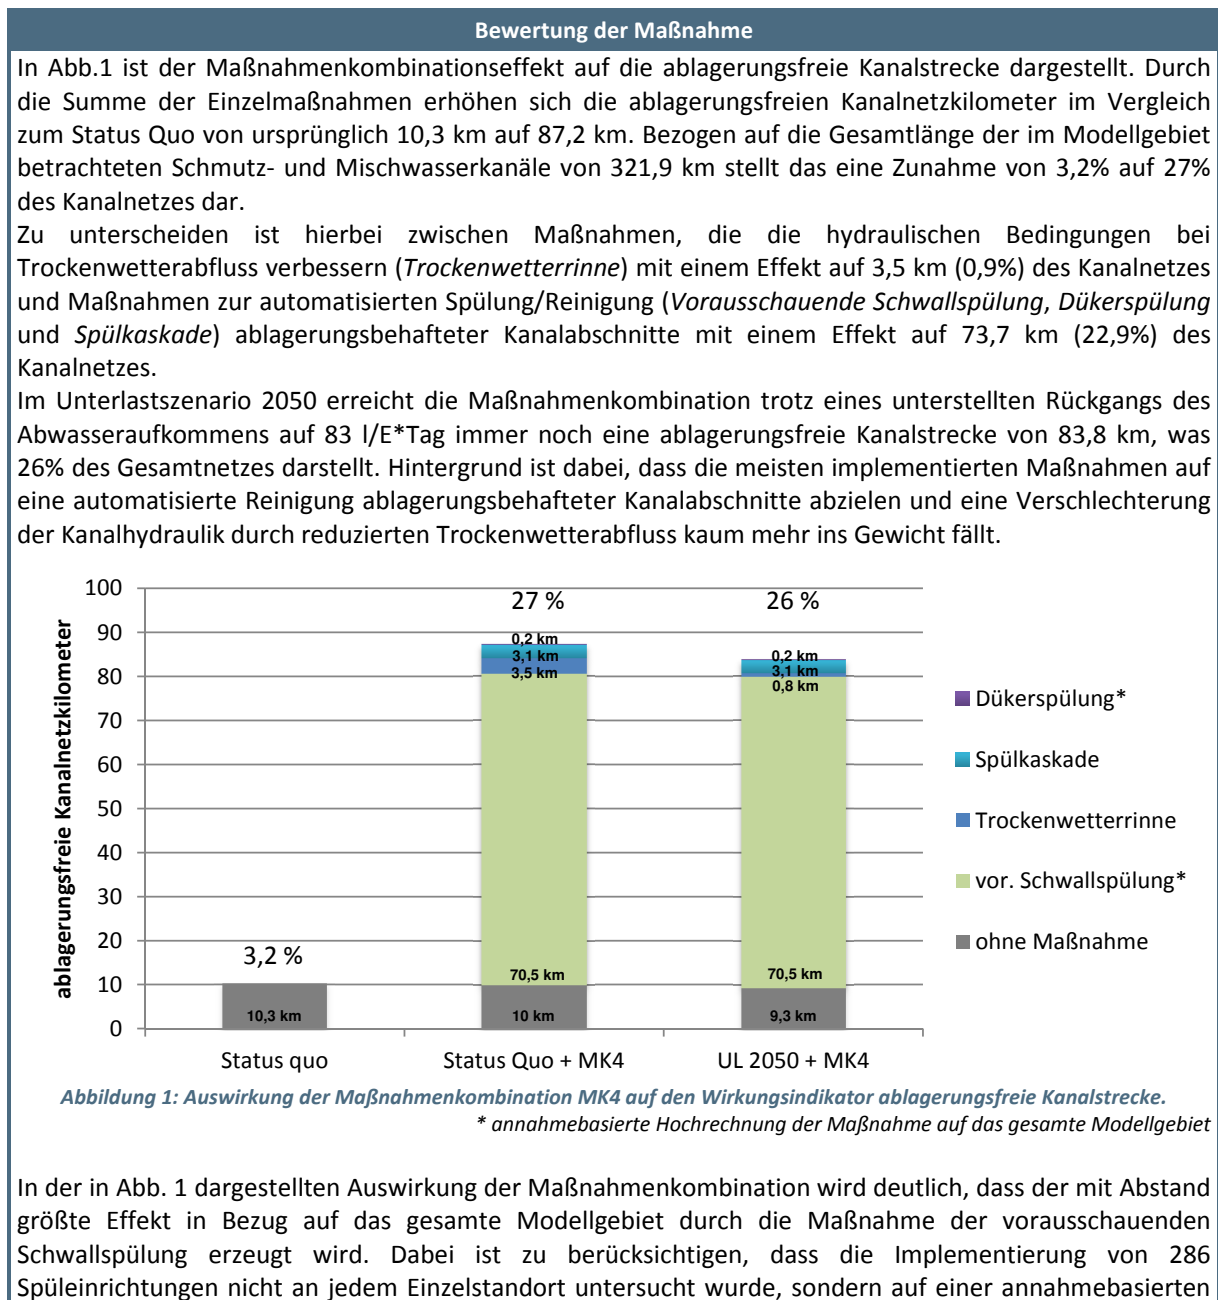 Bewertung der Maßnahme
In Abb.1 ist der Maßnahmenkombinationseffekt auf die ablagerungsfreie Kanalstrecke dargestellt. Durch
die Summe der Einzelmaßnahmen erhöhen sich die ablagerungsfreien Kanalnetzkilometer im Vergleich
zum Status Quo von ursprünglich 10,3 km auf 87,2 km. Bezogen auf die Gesamtlänge der im Modellgebiet
betrachteten Schmutz- und Mischwasserkanäle von 321,9 km stellt das eine Zunahme von 3,2% auf 27%
des Kanalnetzes dar.
Zu unterscheiden ist hierbei zwischen Maßnahmen, die die hydraulischen Bedingungen bei
Trockenwetterabfluss verbessern (Trockenwetterrinne) mit einem Effekt auf 3,5 km (0,9%) des Kanalnetzes
und Maßnahmen zur automatisierten Spülung/Reinigung (Vorausschauende Schwallspülung, Dükerspülung
und Spülkaskade) ablagerungsbehafteter Kanalabschnitte mit einem Effekt auf 73,7 km (22,9%) des
Kanalnetzes.
Im Unterlastszenario 2050 erreicht die Maßnahmenkombination trotz eines unterstellten Rückgangs des
Abwasseraufkommens auf 83 l/E*Tag immer noch eine ablagerungsfreie Kanalstrecke von 83,8 km, was
26% des Gesamtnetzes darstellt. Hintergrund ist dabei, dass die meisten implementierten Maßnahmen auf
eine automatisierte Reinigung ablagerungsbehafteter Kanalabschnitte abzielen und eine Verschlechterung
der Kanalhydraulik durch reduzierten Trockenwetterabfluss kaum mehr ins Gewicht fällt.
ablagerungsfreie Kanalnetzkilometer
100
90
80
70
60
50
40
30
20
10
0
3,2 %
10,3 km
27 %
0,2 km
3,1 km
3,5 km
70,5 km
10 km
26 %
0,2 km
3,1 km
0,8 km
70,5 km
9,3 km
Status quo
Status Quo + MK4
UL 2050 + MK4
Dükerspülung*
Spülkaskade
Trockenwetterrinne
vor. Schwallspülung*
ohne Maßnahme
Abbildung 1: Auswirkung der Maßnahmenkombination MK4 auf den Wirkungsindikator ablagerungsfreie Kanalstrecke.
* annahmebasierte Hochrechnung der Maßnahme auf das gesamte Modellgebiet
In der in Abb. 1 dargestellten Auswirkung der Maßnahmenkombination wird deutlich, dass der mit Abstand
größte Effekt in Bezug auf das gesamte Modellgebiet durch die Maßnahme der vorausschauenden
Schwallspülung erzeugt wird. Dabei ist zu berücksichtigen, dass die Implementierung von 286
Spüleinrichtungen nicht an jedem Einzelstandort untersucht wurde, sondern auf einer annahmebasierten